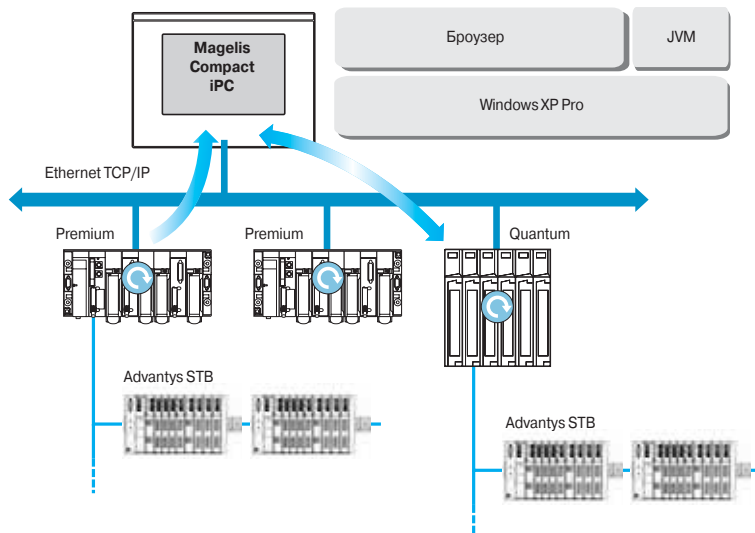 Magelis
Compact
iPC
Броузер
JVM
Windows XP Pro
Ethernet TCP/IP
Premium
Premium
Quantum
Advantys STB
Advantys STB